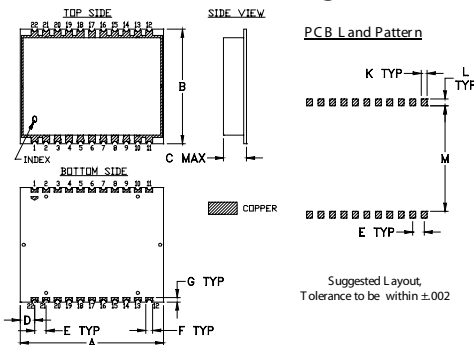 TOP SIDE
SIDE VIEW
PCB Land Pattern
22 21 20 19 18 17 16 15 14 13 12
K TYP
L TYP
B
INDEX
1 2 3 4 5 6 7 8 9 10 11
C MAX
M
BOTTOM SIDE
1 2 3 4 5 6 7 8 9 10 11
COPPER
E TYP
G TYP
Suggested Layout,
Tolerance to be within ±.002
22 21 20 19 18 17 16 15 14 13 12
D
E TYP
F TYP
A